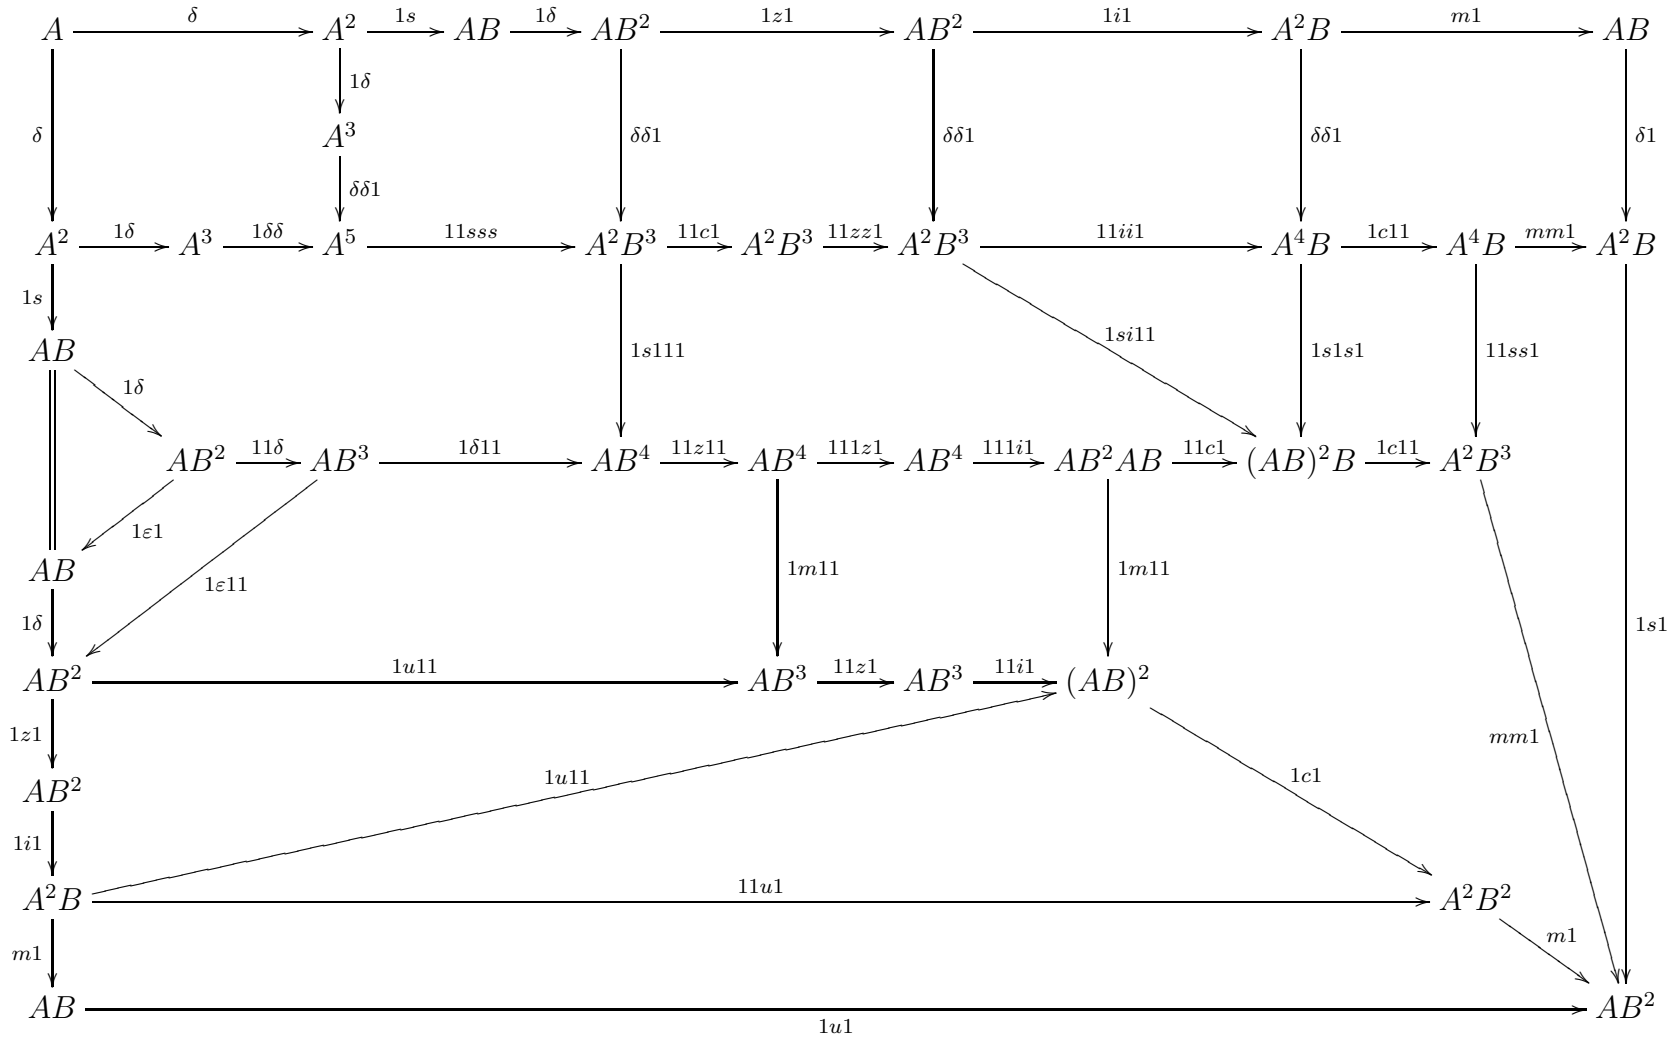 δ 1s 1δ 1z1 1i1 m1
A A² AB AB² AB² A²B AB
1δ
δ A³ δδ1 δδ1 δδ1 δ1
δδ1
1δ 1δδ 11sss 11c1 11zz1 11ii1 1c11 mm1
A² A³ A⁵ A²B³ A²B³ A²B³ A⁴B A⁴B A²B
1s
1si11
AB 1s111 1s1s1 11ss1
1δ
11δ 1δ11 11z11 111z1 111i1 11c1 1c11
AB² AB³ AB⁴ AB⁴ AB⁴ AB²AB (AB)²B A²B³
1ε1
AB 1ε11 1m11 1m11
1δ 1s1
1u11 11z1 11i1
AB² AB³ AB³ (AB)²
1z1 mm1
1u11 1c1
AB²
1i1
11u1
A²B A²B²
m1 m1
AB AB²
1u1